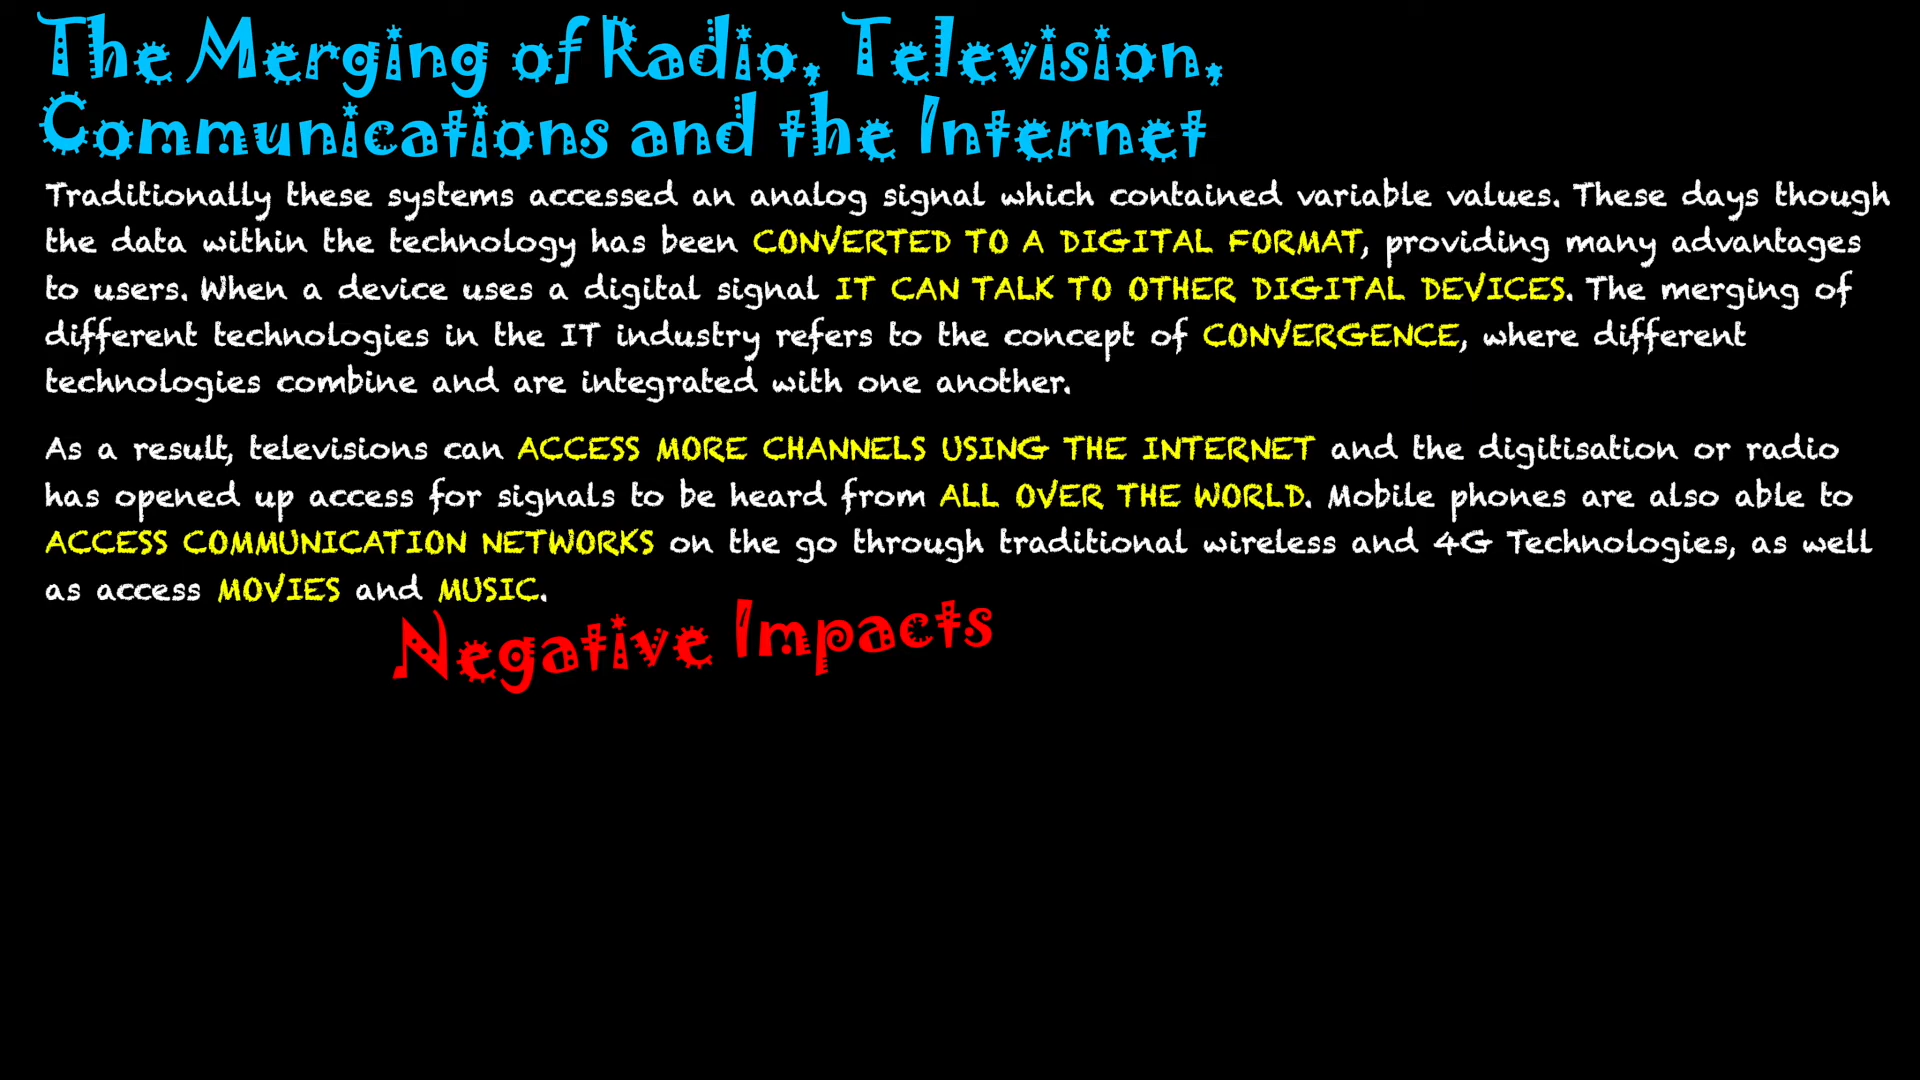 The Merging of Radio, Television,
Communications and the Internet
Traditionally these systems accessed an analog signal which contained variable values. These days though
the data within the technology has been CONVERTED TO A DIGITAL FORMAT, providing many advantages
to users. When a device uses a digital signal IT CAN TALK TO OTHER DIGITAL DEVICES. The merging of
different technologies in the IT industry refers to the concept of CONVERGENCE, where different
technologies combine and are integrated with one another.
As a result, televisions can ACCESS MORE CHANNELS USING THE INTERNET and the digitisation or radio
has opened up access for signals to be heard from ALL OVER THE WORLD. Mobile phones are also able to
ACCESS COMMUNICATION NETWORKS on the go through traditional wireless and 4G Technologies, as well
as access MOVIES and MUSIC.
Negative Impacts